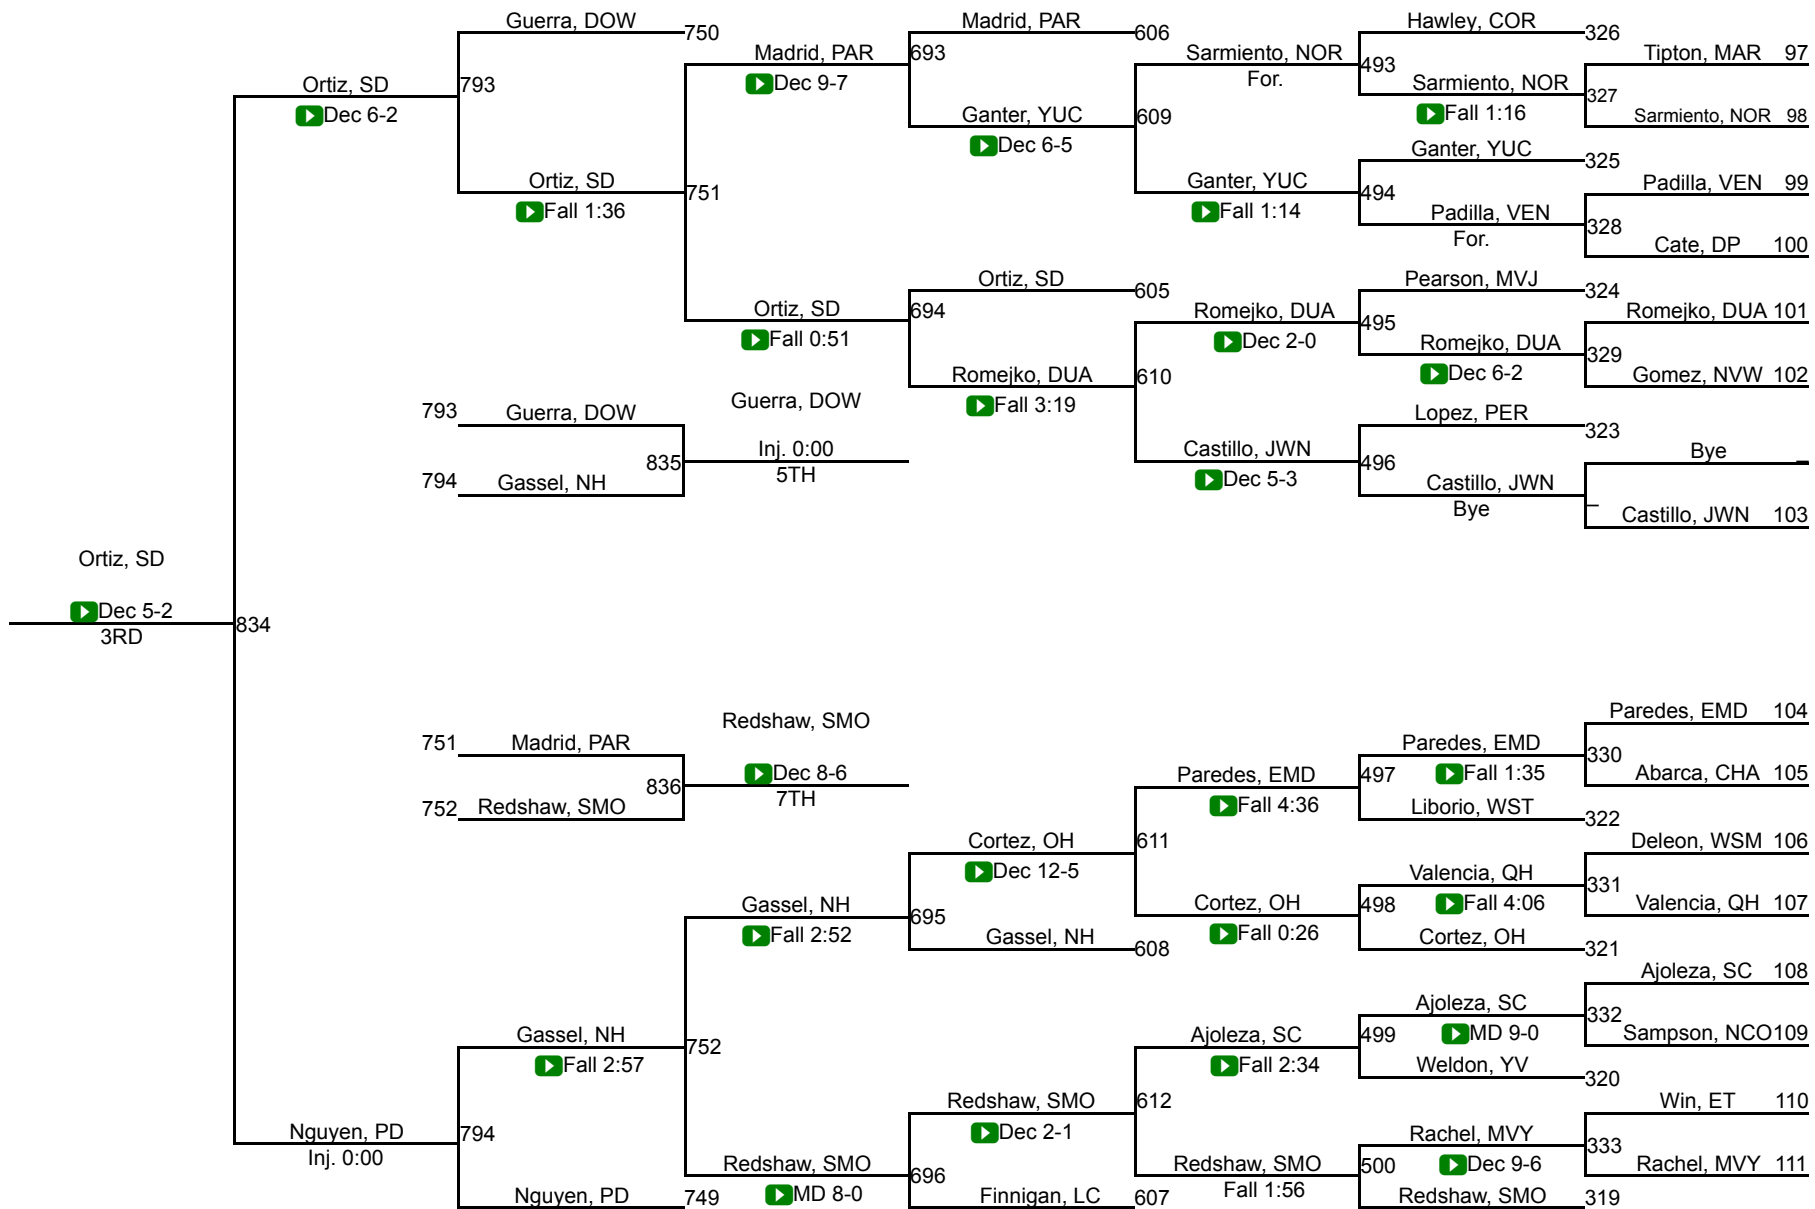 Guerra, DOW
750
Madrid, PAR
606
Hawley, COR
326
Madrid, PAR
693
Sarmiento, NOR
493
Tipton, MAR 97
Ortiz, SD
793
Dec 9-7
For.
Sarmiento, NOR
327
Dec 6-2
Ganter, YUC
609
Fall 1:16
Sarmiento, NOR 98
Dec 6-5
Ganter, YUC
325
Ortiz, SD
751
Ganter, YUC
494
Padilla, VEN 99
Fall 1:36
Fall 1:14
Padilla, VEN
328
For.
Cate, DP 100
Ortiz, SD
605
Pearson, MVJ
324
Ortiz, SD
694
Romejko, DUA
495
Romejko, DUA 101
Fall 0:51
Dec 2-0
Romejko, DUA
329
Romejko, DUA
610
Dec 6-2
Gomez, NVW 102
793 Guerra, DOW
Guerra, DOW
Fall 3:19
Lopez, PER
323
835
Inj. 0:00
Castillo, JWN
496
Bye _
794 Gassel, NH
5TH
Dec 5-3
Castillo, JWN
_
Bye
Castillo, JWN 103
Ortiz, SD
Dec 5-2
834
3RD
Paredes, EMD 104
Redshaw, SMO
751 Madrid, PAR
Paredes, EMD
330
836
Dec 8-6
Paredes, EMD
497
Fall 1:35
Abarca, CHA 105
752 Redshaw, SMO
7TH
Fall 4:36
Liborio, WST
322
Cortez, OH
611
Deleon, WSM 106
Dec 12-5
Valencia, QH
331
Gassel, NH
695
Cortez, OH
498
Fall 4:06
Valencia, QH 107
Fall 2:52
Gassel, NH
608
Fall 0:26
Cortez, OH
321
Ajoleza, SC 108
Ajoleza, SC
332
Gassel, NH
752
Ajoleza, SC
499
MD 9-0
Sampson, NCO 109
Fall 2:57
Fall 2:34
Weldon, YV
320
Redshaw, SMO
612
Win, ET 110
Nguyen, PD
794
Dec 2-1
Rachel, MVY
333
Inj. 0:00
Redshaw, SMO
696
Redshaw, SMO
500
Dec 9-6
Rachel, MVY 111
Nguyen, PD
749
MD 8-0
Finnigan, LC
607
Fall 1:56
Redshaw, SMO
319